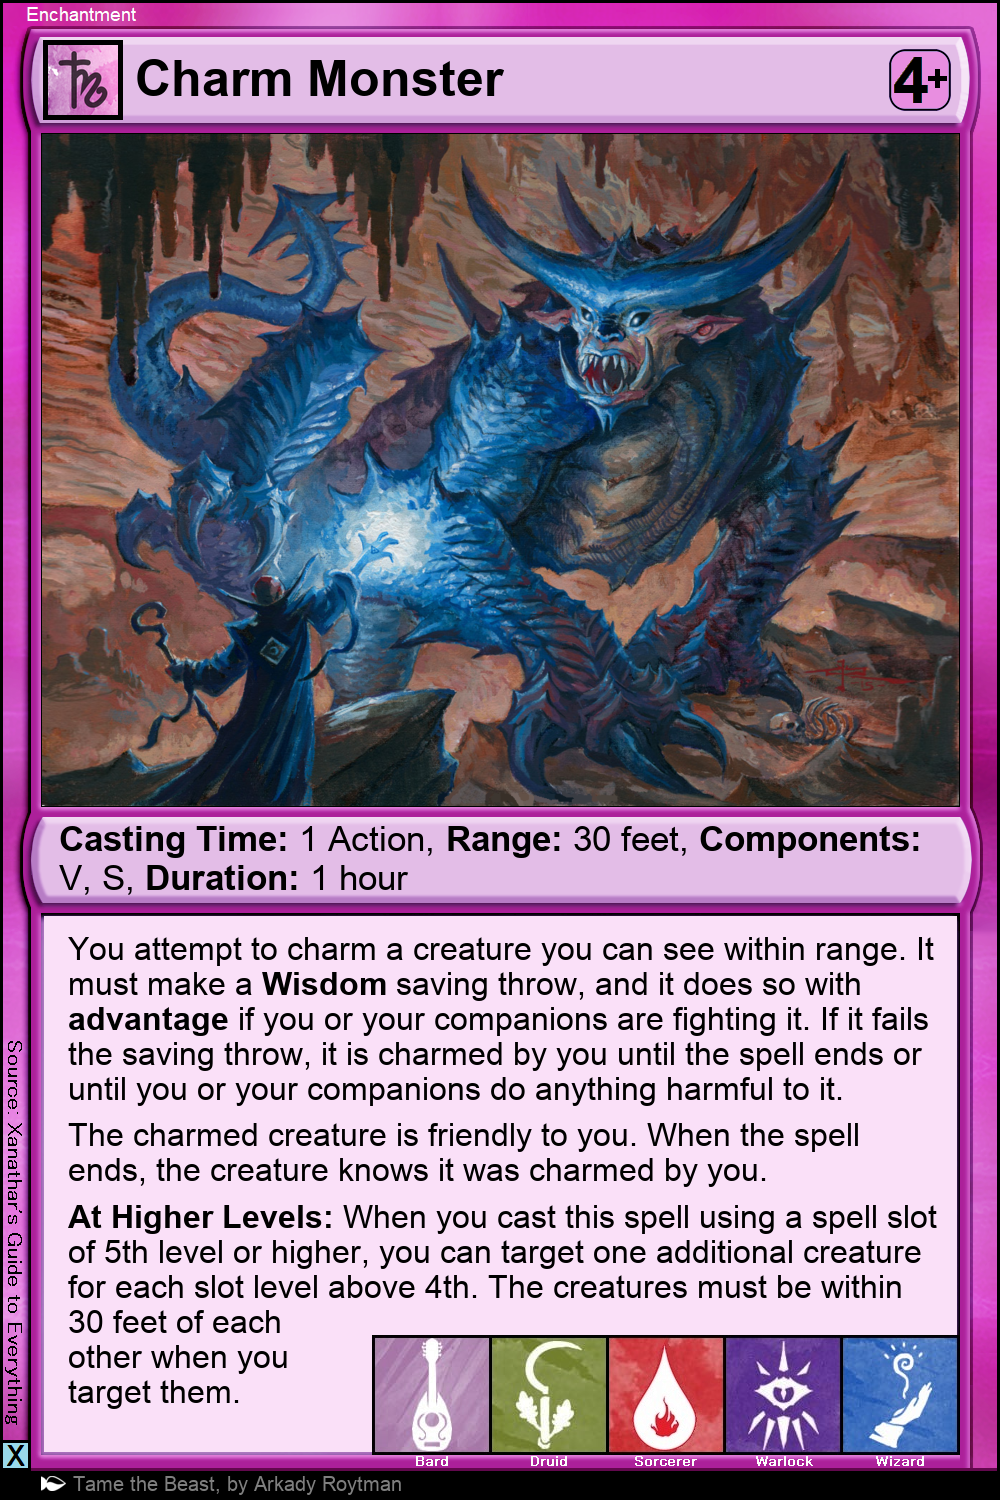 Enchantment
Charm Monster
4+
Casting Time: 1 Action, Range: 30 feet, Components:
V, S, Duration: 1 hour
You attempt to charm a creature you can see within range. It
must make a Wisdom saving throw, and it does so with
advantage if you or your companions are fighting it. If it fails
the saving throw, it is charmed by you until the spell ends or
until you or your companions do anything harmful to it.
The charmed creature is friendly to you. When the spell
ends, the creature knows it was charmed by you.
At Higher Levels: When you cast this spell using a spell slot
of 5th level or higher, you can target one additional creature
for each slot level above 4th. The creatures must be within
30 feet of each
other when you
target them.
Bard
Druid
Sorcerer
Warlock
Wizard
Source: Xanathar's Guide to Everything
X
Tame the Beast, by Arkady Roytman